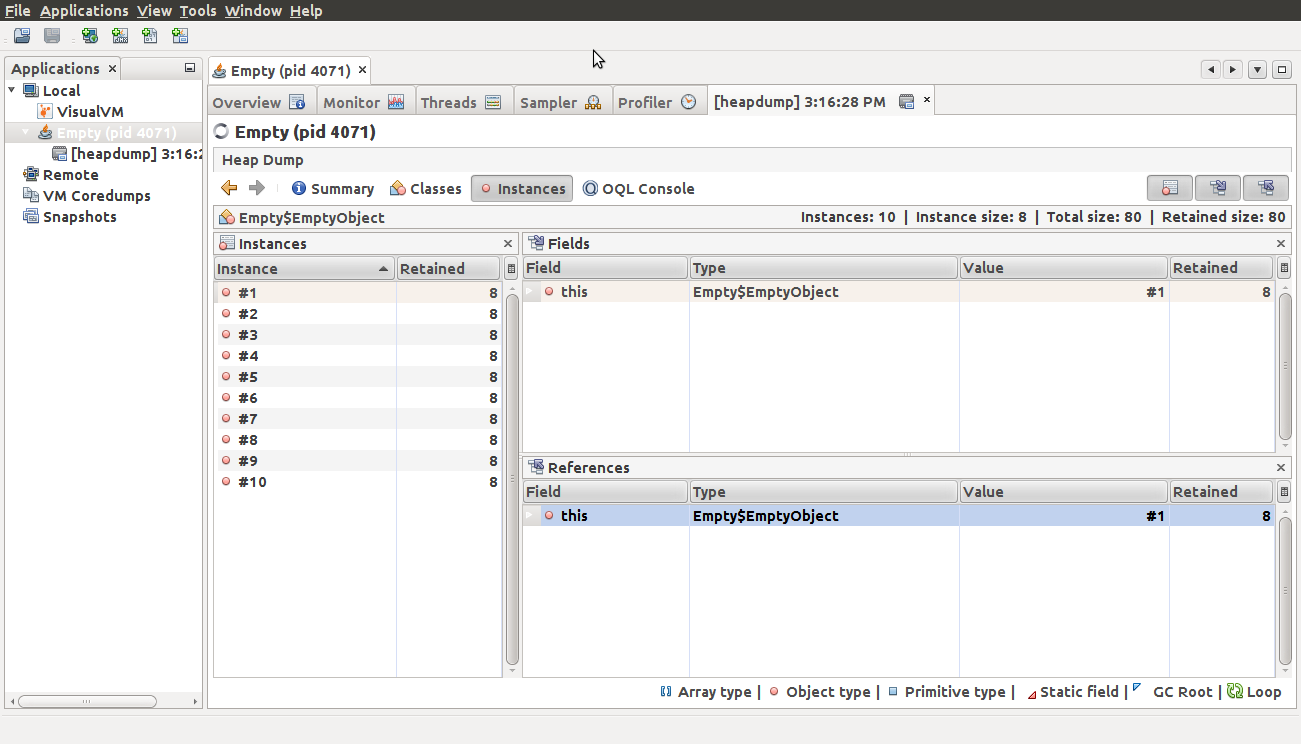 File Applications View Tools Window Help
Applications
Local
VisualVM
Empty (pid 4071)
[heapdump] 3:16:2
Remote
VM Coredumps
Snapshots
Empty (pid 4071)
Overview Monitor Threads Sampler Profiler [heapdump] 3:16:28 PM
Empty (pid 4071)
Heap Dump
Summary Classes Instances OQL Console
Empty$EmptyObject Instances: 10 | Instance size: 8 | Total size: 80 | Retained size: 80
Instances
Instance Retained
#1 8
#2 8
#3 8
#4 8
#5 8
#6 8
#7 8
#8 8
#9 8
#10 8
Fields
Field Type Value Retained
this Empty$EmptyObject #1 8
References
Field Type Value Retained
this Empty$EmptyObject #1 8
Array type | Object type | Primitive type | Static field | GC Root | Loop